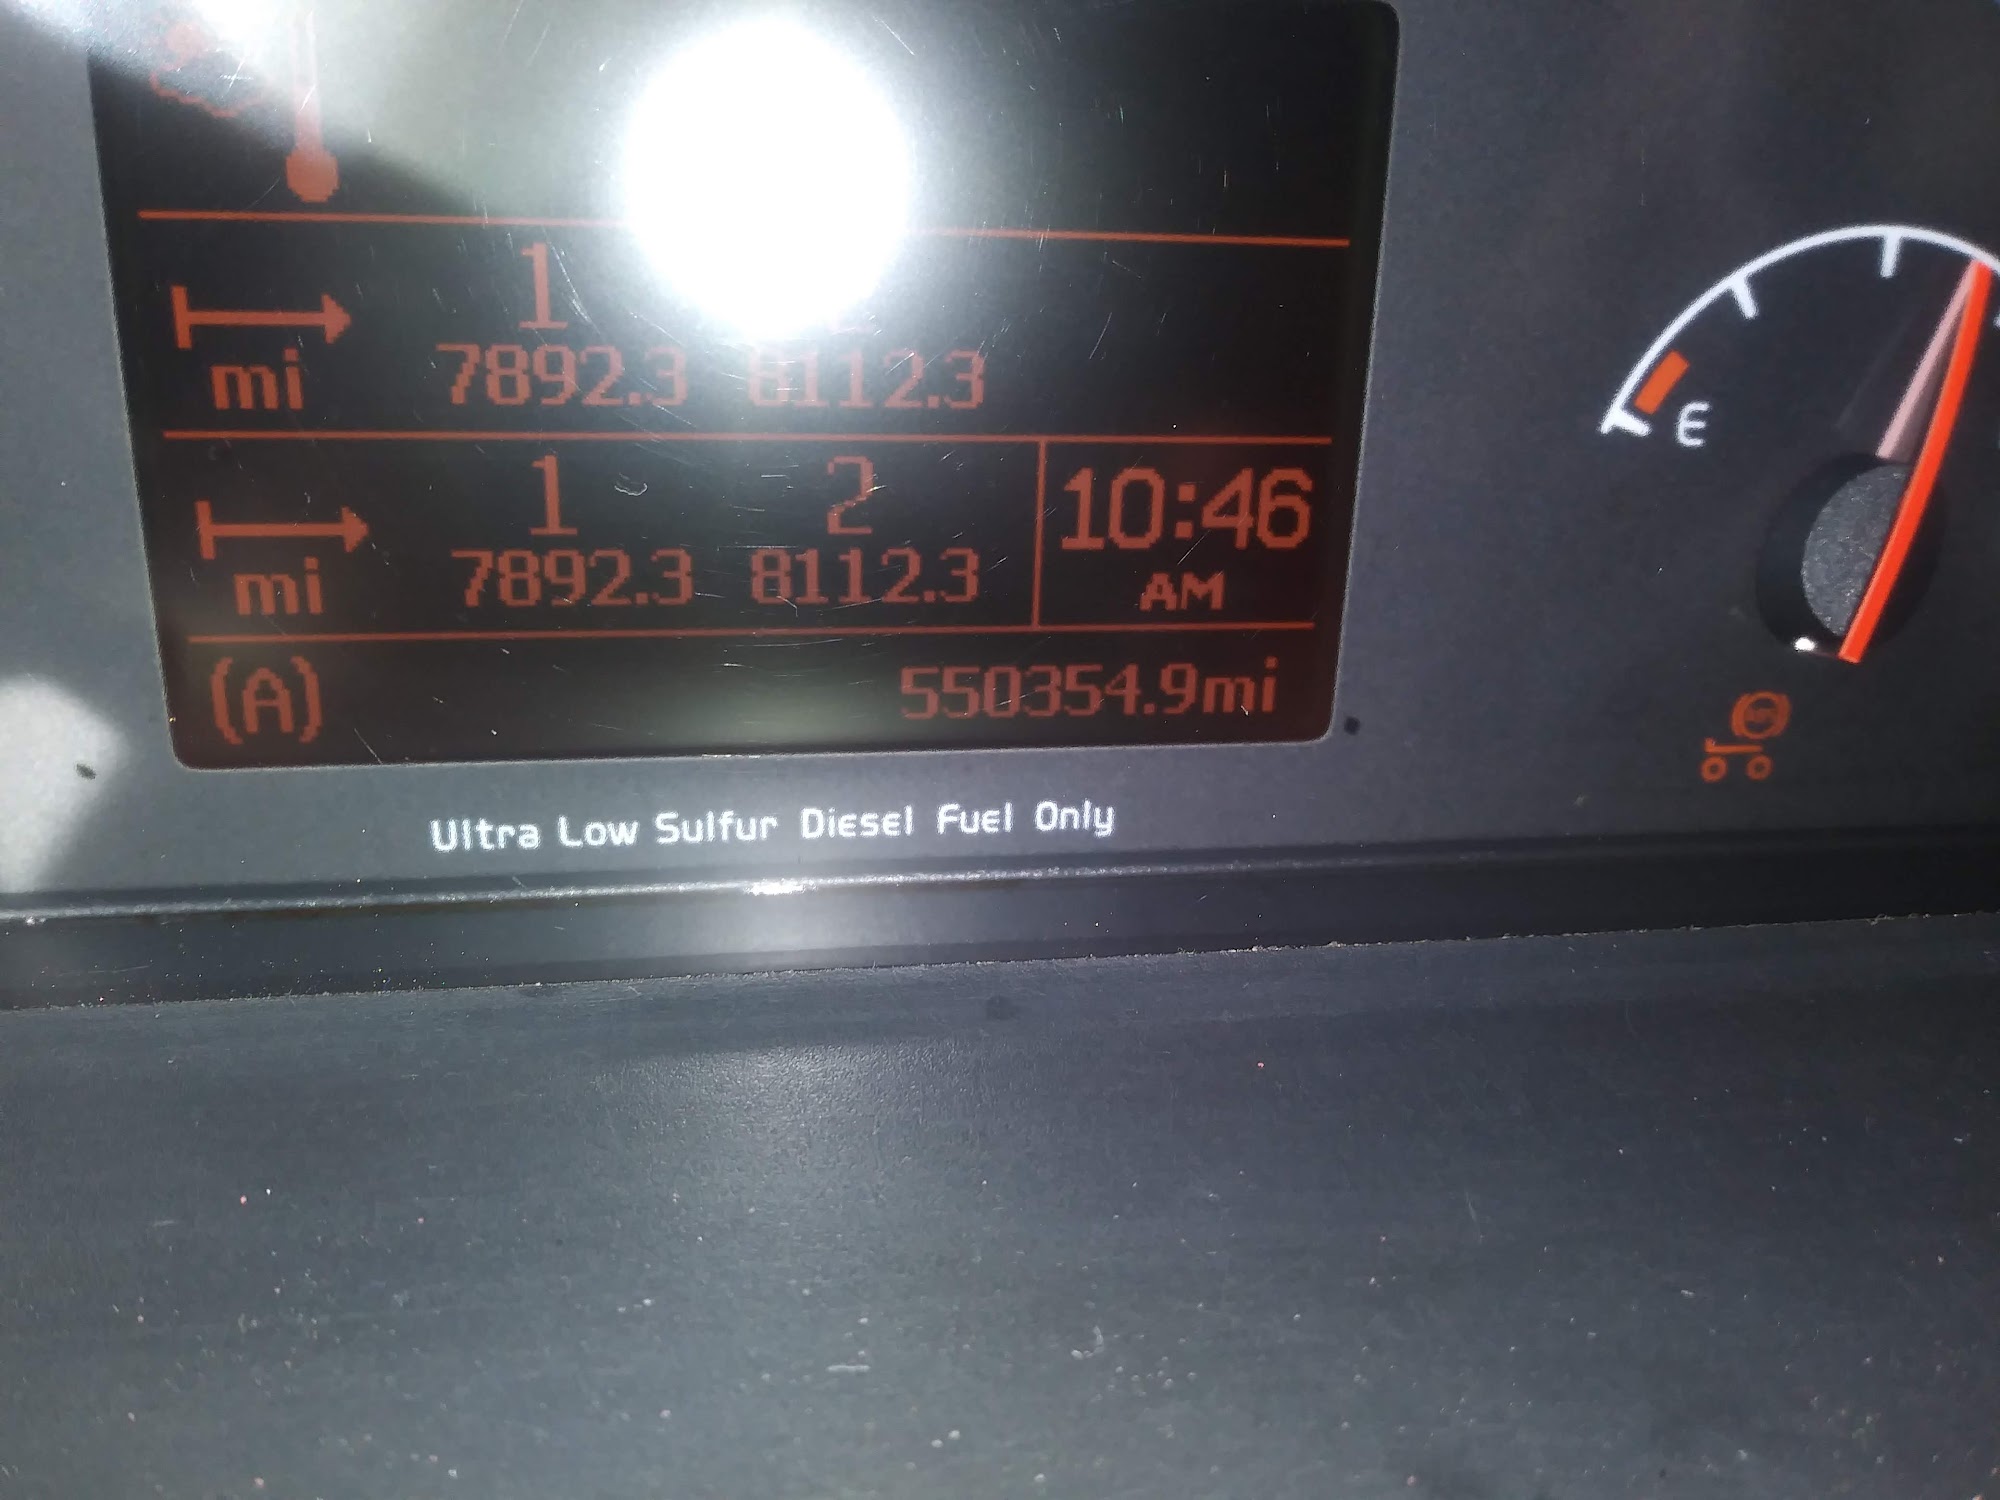 1
mi 7892.3 8112.3
1 2 10:46
mi 7892.3 8112.3 AM
(A) 550354.9mi
E
Ultra Low Sulfur Diesel Fuel Only